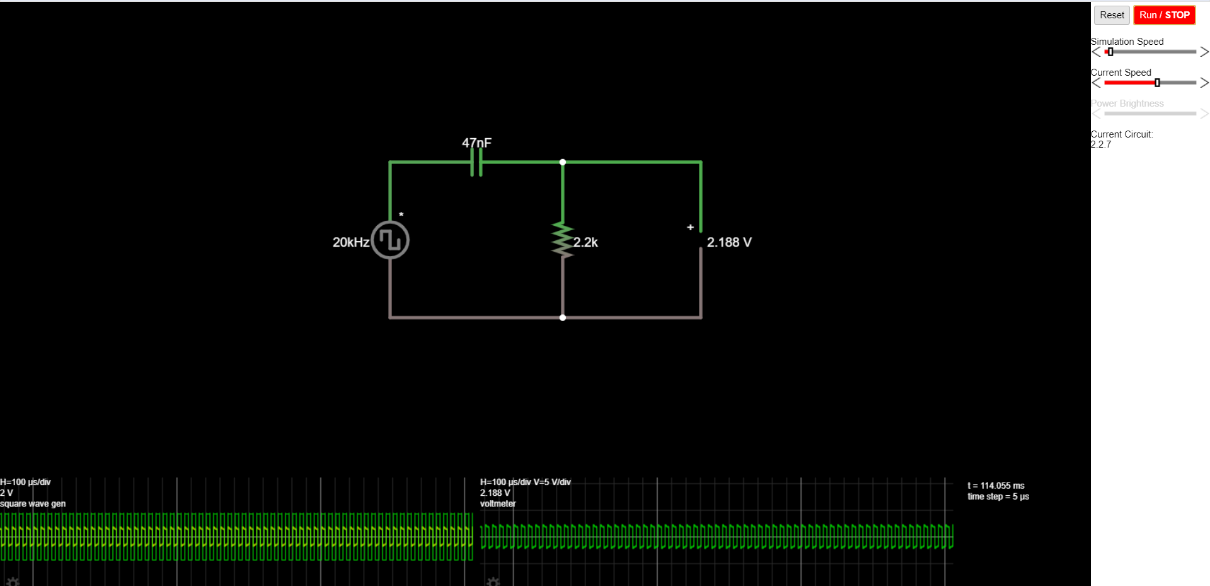 Reset Run / STOP
Simulation Speed
Current Speed
Power Brightness
Current Circuit:
2.2.7
47nF
*
+
20kHz
2.2k
2.188 V
H=100 µs/div
2 V
square wave gen
H=100 µs/div V=5 V/div
2.188 V
voltmeter
t = 114.055 ms
time step = 5 µs